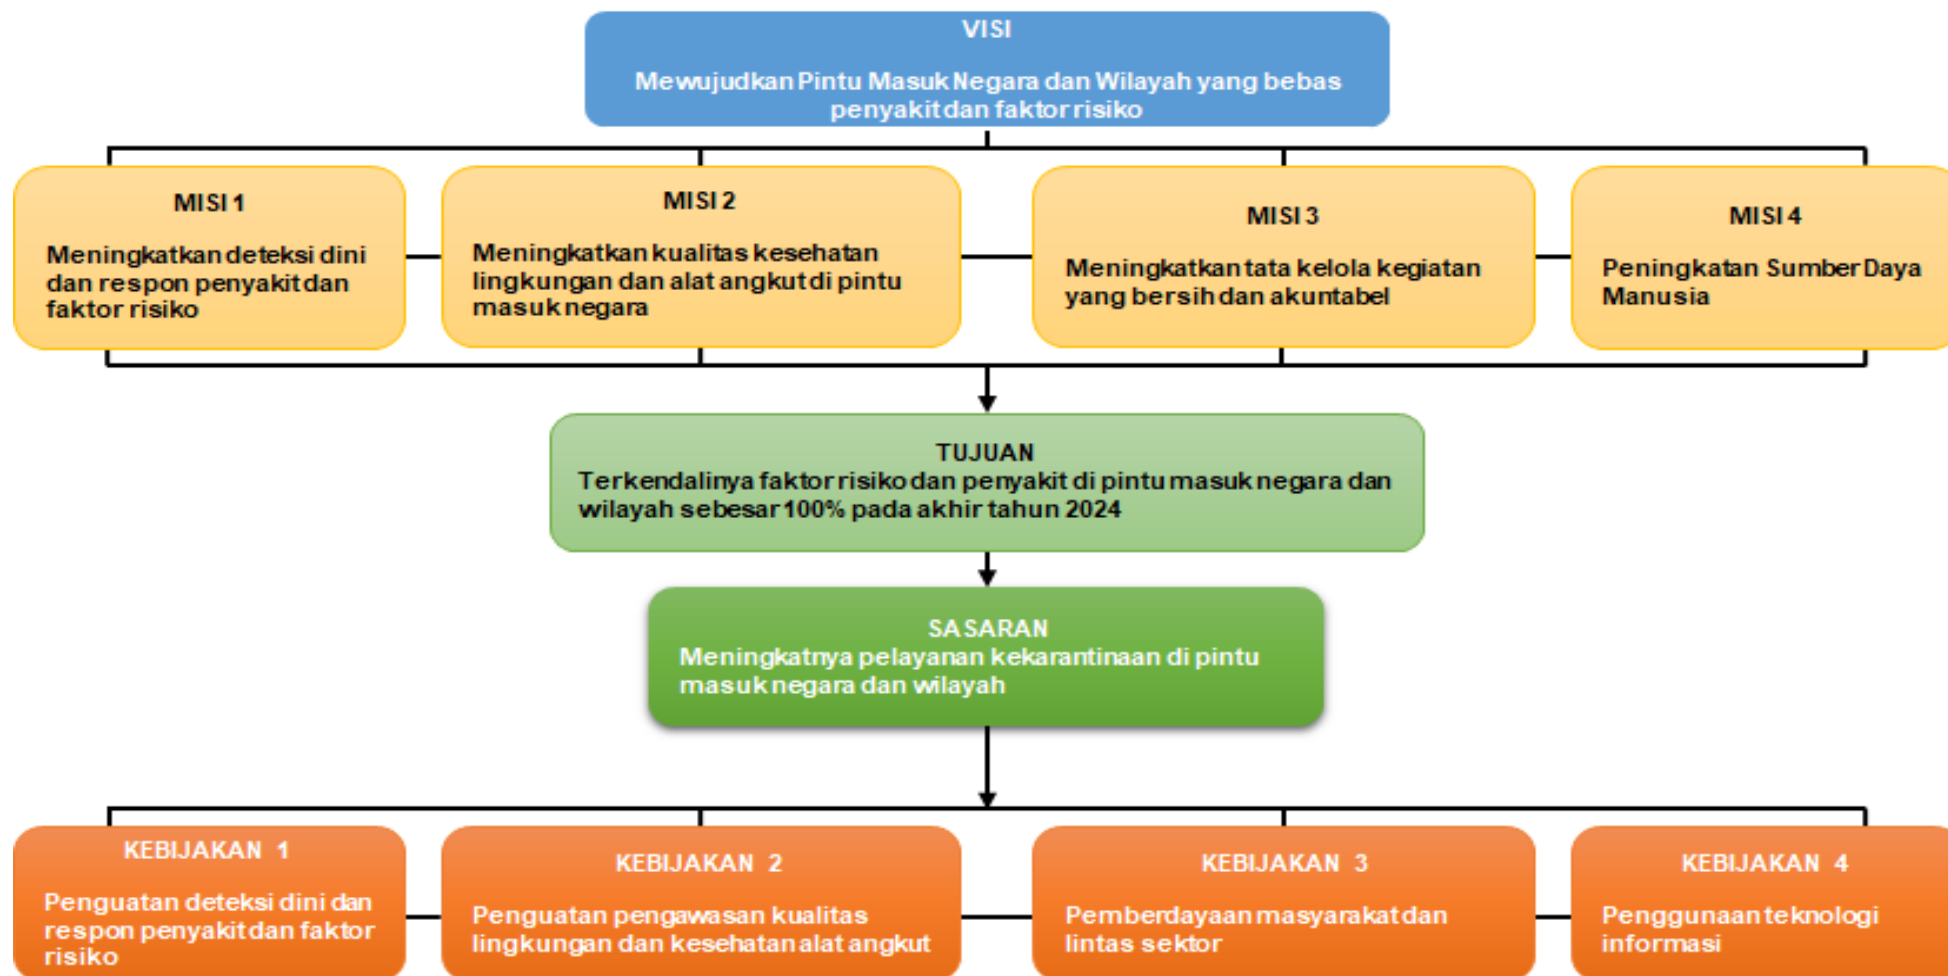 VISI
Mewujudkan Pintu Masuk Negara dan Wilayah yang bebas
penyakit dan faktor risiko
MISI 1
Meningkatkan deteksi dini
dan respon penyakit dan
faktor risiko
MISI 2
Meningkatkan kualitas kesehatan
lingkungan dan alat angkut di pintu
masuk negara
MISI 3
Meningkatkan tata kelola kegiatan
yang bersih dan akuntabel
MISI 4
Peningkatan Sumber Daya
Manusia
TUJUAN
Terkendalinya faktor risiko dan penyakit di pintu masuk negara dan
wilayah sebesar 100% pada akhir tahun 2024
SASARAN
Meningkatnya pelayanan kekarantinaan di pintu
masuk negara dan wilayah
KEBIJAKAN 1
Penguatan deteksi dini dan
respon penyakit dan faktor
risiko
KEBIJAKAN 2
Penguatan pengawasan kualitas
lingkungan dan kesehatan alat angkut
KEBIJAKAN 3
Pemberdayaan masyarakat dan
lintas sektor
KEBIJAKAN 4
Penggunaan teknologi
informasi